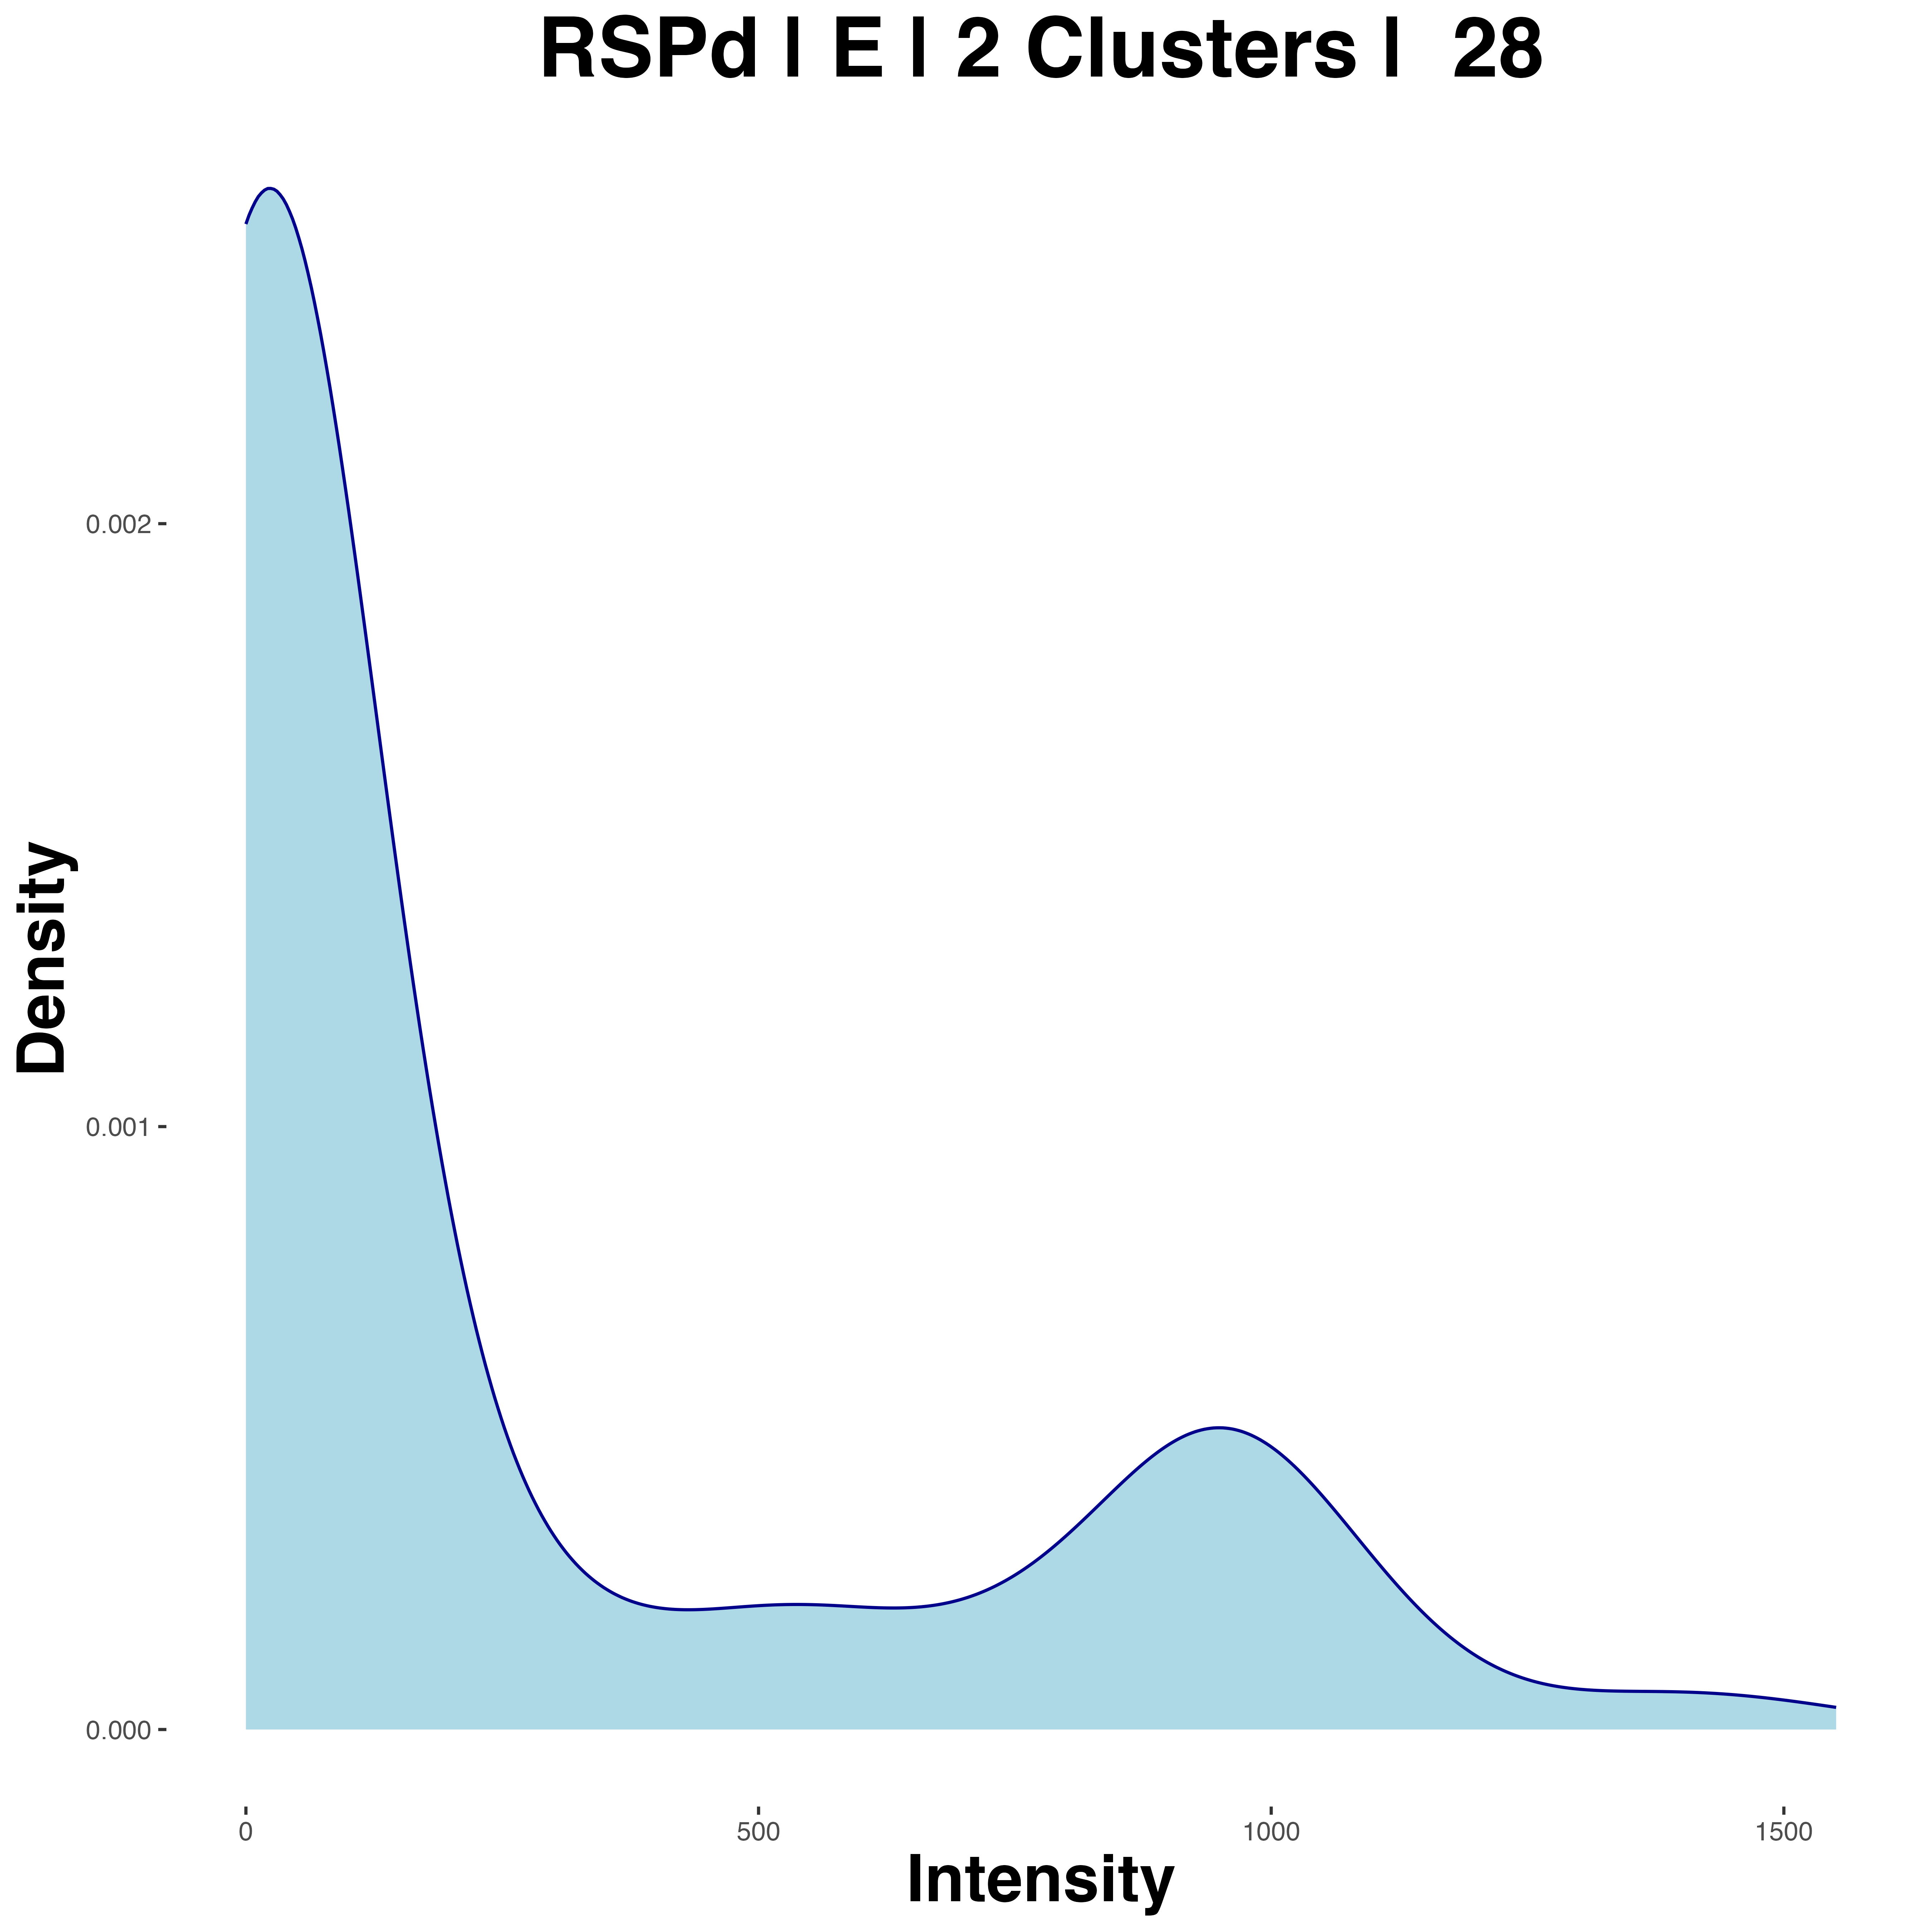 RSPd | E | 2 Clusters |  28
Density
0.002
0.001
0.000
0 500 1000 1500
Intensity